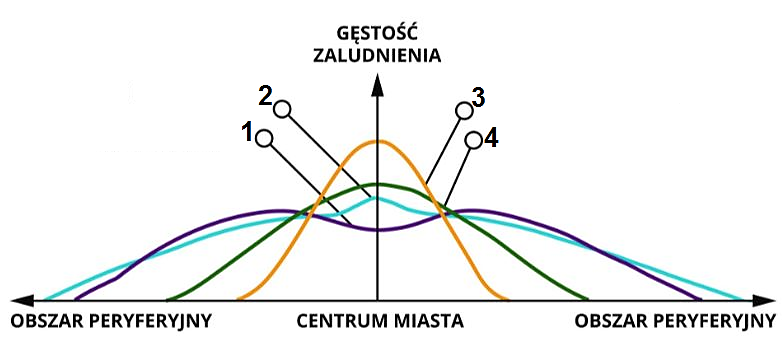 GĘSTOŚĆ
ZALUDNIENIA
2
3
1
4
OBSZAR PERYFERYJNY
CENTRUM MIASTA
OBSZAR PERYFERYJNY